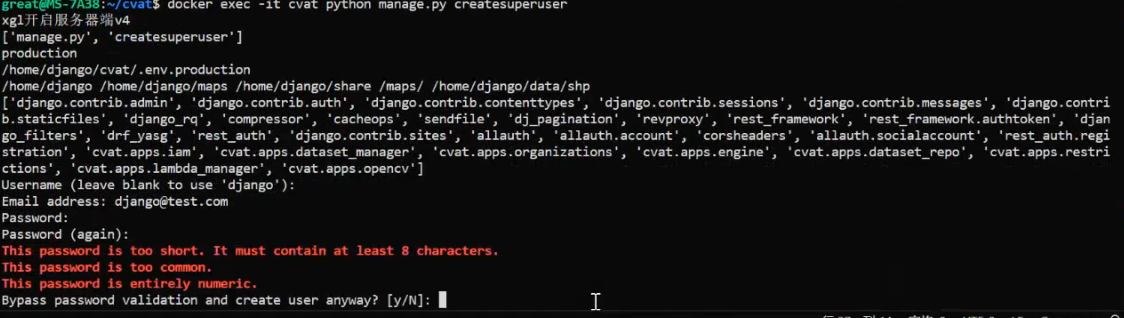 great@MS-7A38:~/cvat$ docker exec -it cvat python manage.py createsuperuser
xgl开启服务器端v4
['manage.py', 'createsuperuser']
production
/home/django/cvat/.env.production
/home/django /home/django/maps /home/django/share /maps/ /home/django/data/shp
['django.contrib.admin', 'django.contrib.auth', 'django.contrib.contenttypes', 'django.contrib.sessions', 'django.contrib.messages', 'django.contri
b.staticfiles', 'django_rq', 'compressor', 'cacheops', 'sendfile', 'dj_pagination', 'revproxy', 'rest_framework', 'rest_framework.authtoken', 'djan
go_filters', 'drf_yasg', 'rest_auth', 'django.contrib.sites', 'allauth', 'allauth.account', 'corsheaders', 'allauth.socialaccount', 'rest_auth.regi
stration', 'cvat.apps.iam', 'cvat.apps.dataset_manager', 'cvat.apps.organizations', 'cvat.apps.engine', 'cvat.apps.dataset_repo', 'cvat.apps.restri
ctions', 'cvat.apps.lambda_manager', 'cvat.apps.opencv']
Username (leave blank to use 'django'):
Email address: django@test.com
Password:
Password (again):
This password is too short. It must contain at least 8 characters.
This password is too common.
This password is entirely numeric.
Bypass password validation and create user anyway? [y/N]: